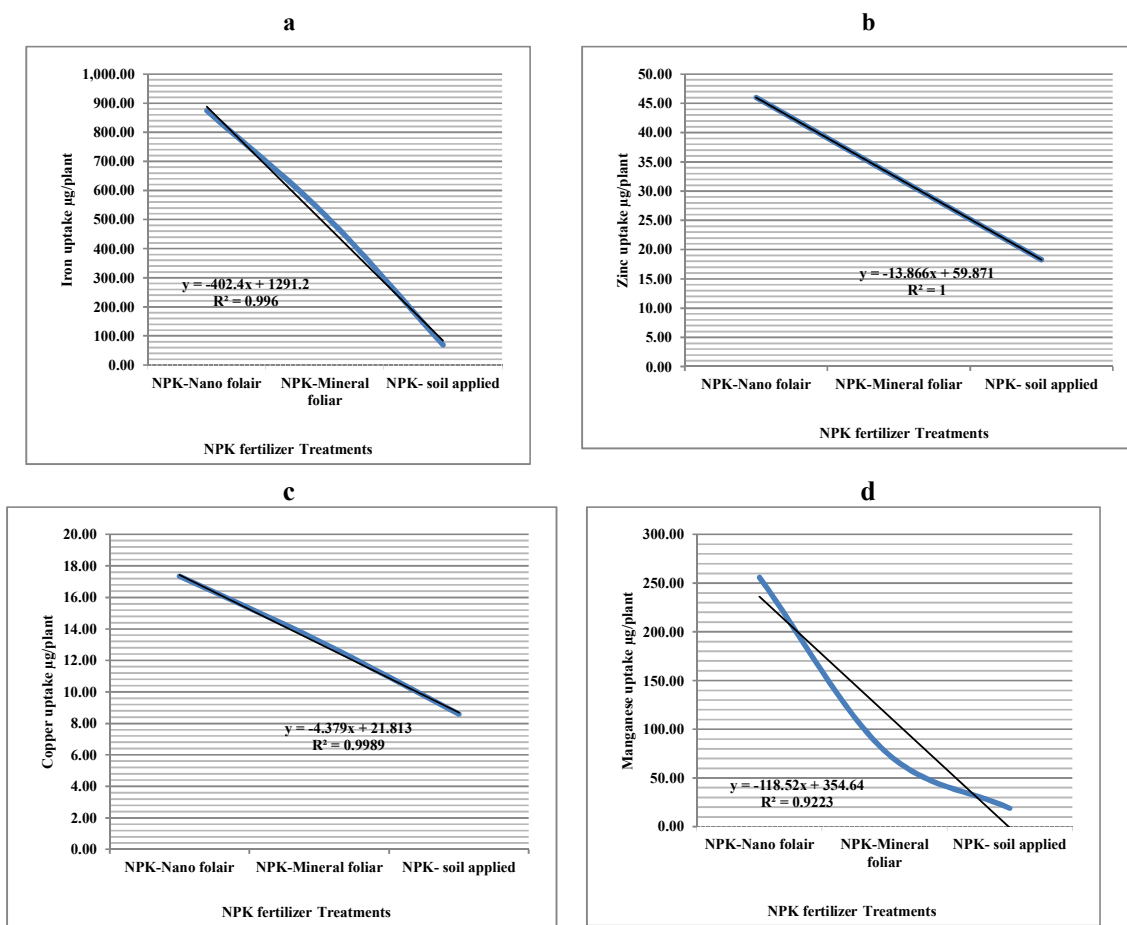 a
1,000.00
900.00
800.00
700.00
600.00
500.00
400.00
300.00
200.00
100.00
0.00
Iron uptake µg/plant
y = -402.4x + 1291.2
R² = 0.996
NPK-Nano folair
NPK-Mineral
foliar
NPK- soil applied
NPK fertilizer Treatments
b
50.00
45.00
40.00
35.00
30.00
25.00
20.00
15.00
10.00
5.00
0.00
Zinc uptake µg/plant
y = -13.866x + 59.871
R² = 1
NPK-Nano folair
NPK-Mineral foliar
NPK- soil applied
NPK fertilizer Treatments
c
20.00
18.00
16.00
14.00
12.00
10.00
8.00
6.00
4.00
2.00
0.00
Copper uptake µg/plant
y = -4.379x + 21.813
R² = 0.9989
NPK-Nano folair
NPK-Mineral foliar
NPK- soil applied
NPK fertilizer Treatments
d
300.00
250.00
200.00
150.00
100.00
50.00
0.00
Manganese uptake µg/plant
y = -118.52x + 354.64
R² = 0.9223
NPK-Nano folair
NPK-Mineral
foliar
NPK- soil applied
NPK fertilizer Treatments